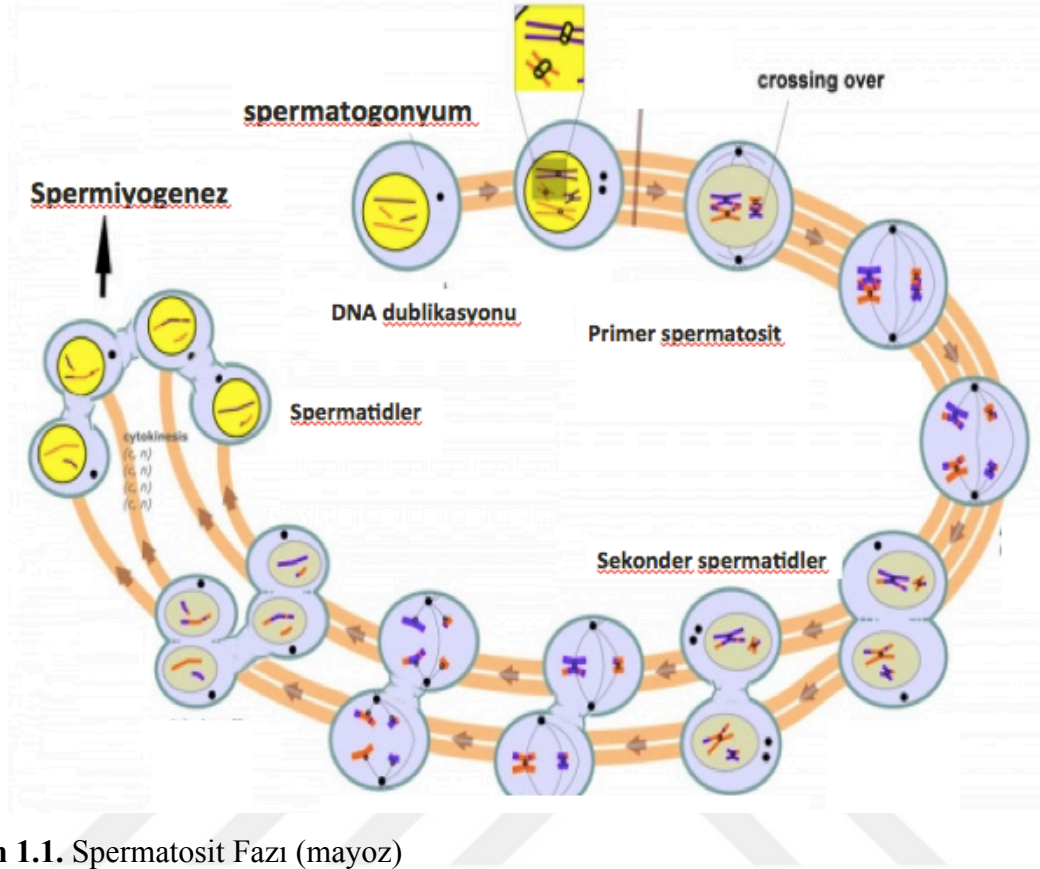 crossing over
spermatogonyum
Spermiyogenez
DNA dublikasyonu
Primer spermatosit
Spermatidler
cytokinesis
(c, n)
(c, n)
(c, n)
(c, n)
Sekonder spermatidler
1.1. Spermatosit Fazı (mayoz)